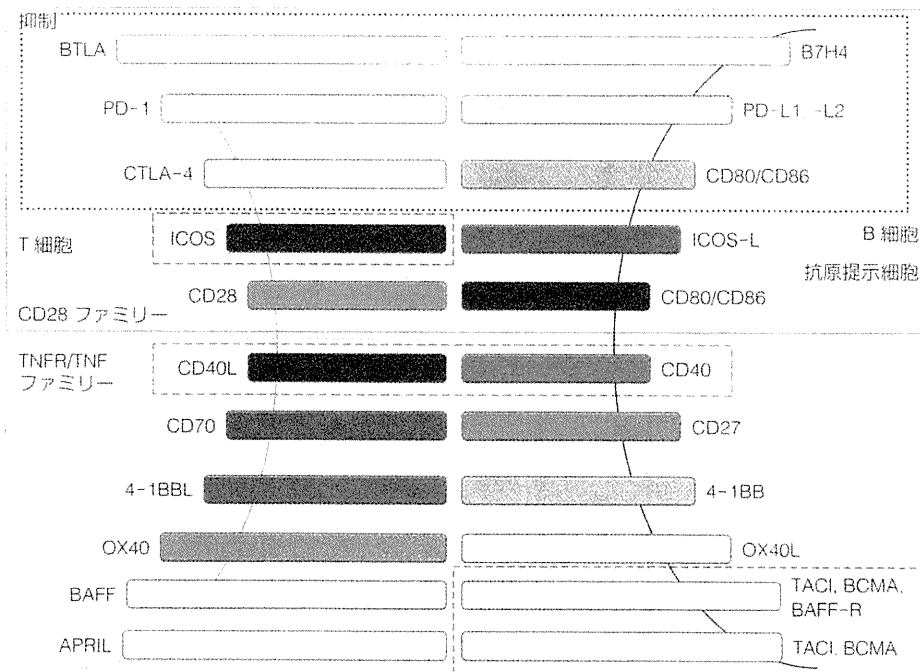 抑制
BTLA B7H4
PD-1 PD-L1, -L2
CTLA-4 CD80/CD86
T 細胞 ICOS ICOS-L B 細胞
抗原提示細胞
CD28 CD80/CD86
CD28 ファミリー
TNFR/TNF
ファミリー
CD40L CD40
CD70 CD27
4-1BBL 4-1BB
OX40 OX40L
BAFF TACI, BCMA,
BAFF-R
APRIL TACI, BCMA